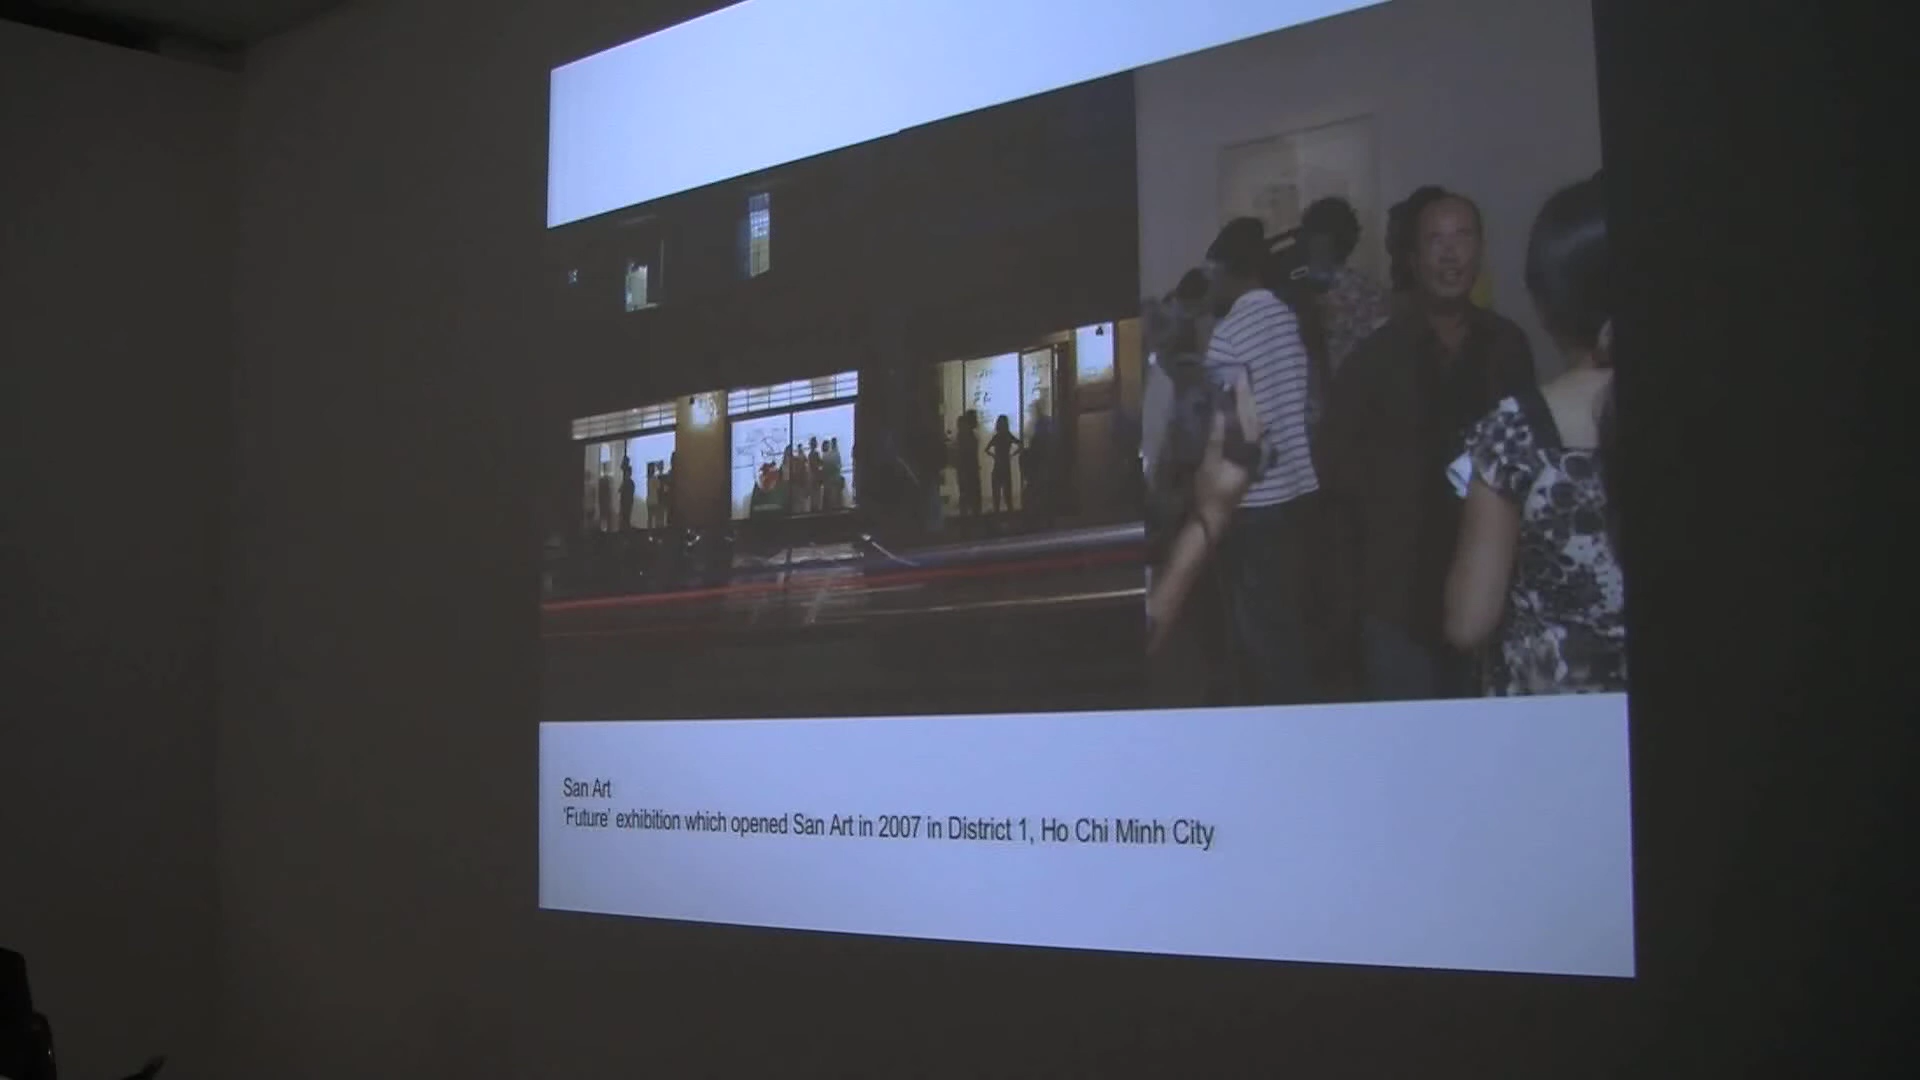 San Art
'Future' exhibition which opened San Art in 2007 in District 1, Ho Chi Minh City